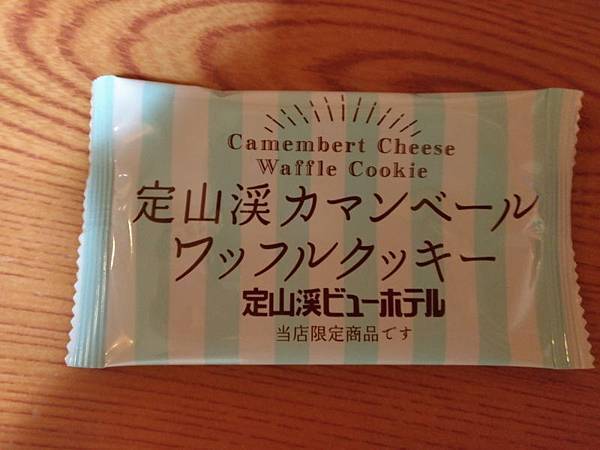 Camembert Cheese
Waffle Cookie
定山渓カマンベール
ワッフルクッキー
定山渓ビューホテル
当店限定商品です